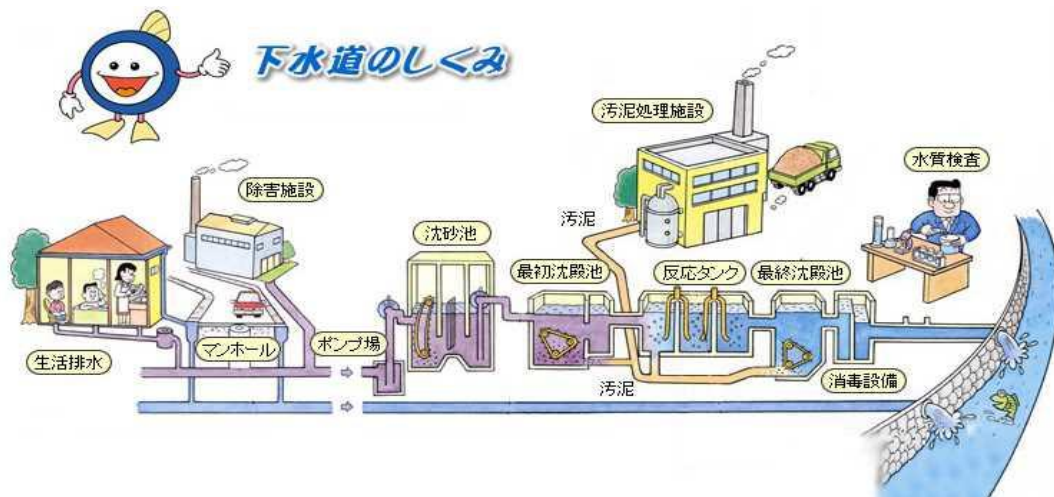 下水道のしくみ
汚泥処理施設
水質検査
除害施設
沈砂池
汚泥
最初沈殿池
反応タンク
最終沈殿池
生活排水
マンホール
ポンプ場
汚泥
消毒設備